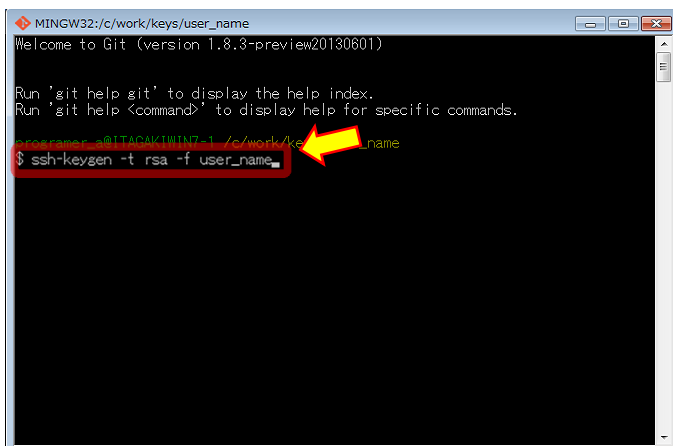 MINGW32:/c/work/keys/user_name
Welcome to Git (version 1.8.3-preview20130601)
Run 'git help git' to display the help index.
Run 'git help <command>' to display help for specific commands.
programer_a@ITAGAKIWIN7-1 /c/work/ke _name
$ ssh-keygen -t rsa -f user_name